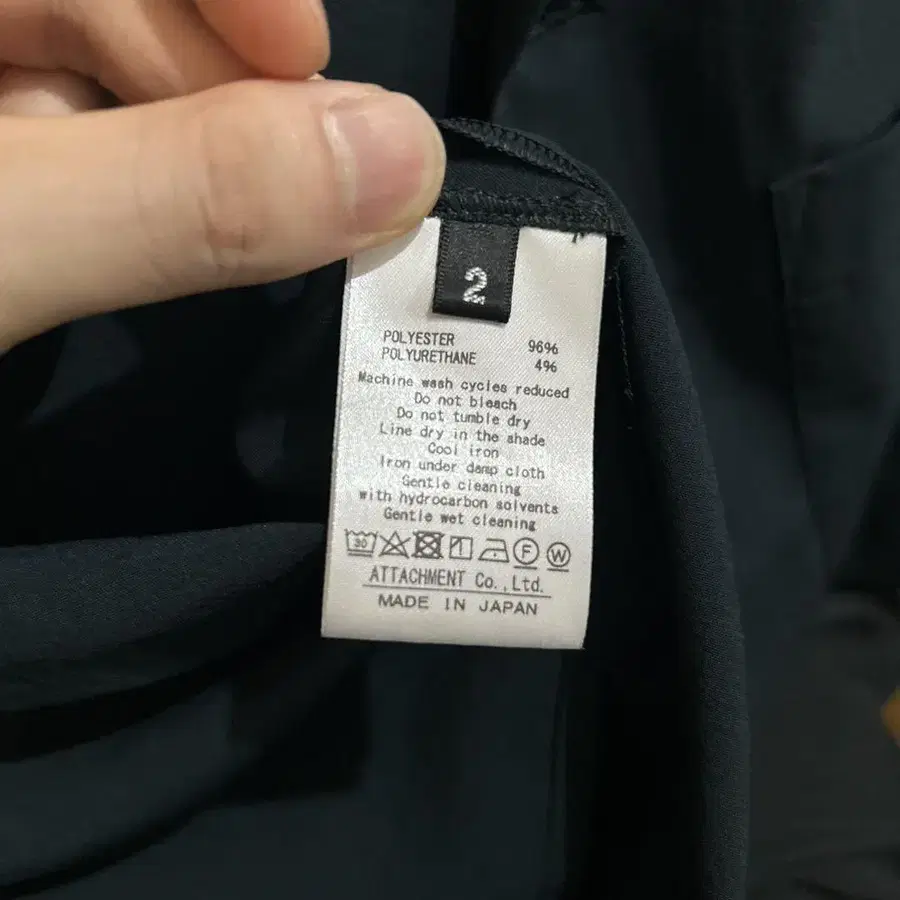 2
POLYESTER 96%
POLYURETHANE 4%
Machine wash cycles reduced
Do not bleach
Do not tumble dry
Line dry in the shade
Cool iron
Iron under damp cloth
Gentle cleaning
with hydrocarbon solvents
Gentle wet cleaning
30 F W
ATTACHMENT Co.,Ltd.
MADE IN JAPAN